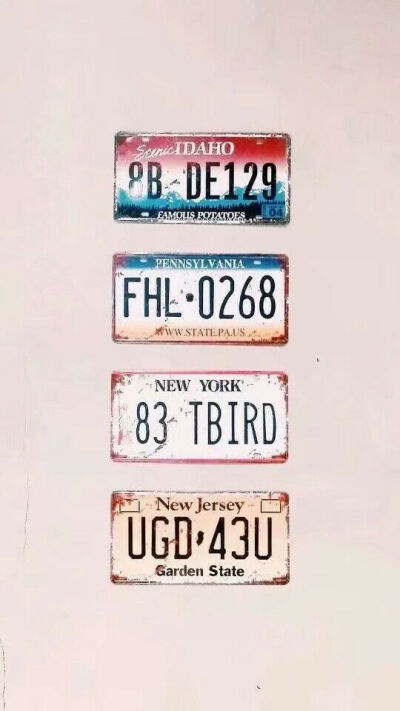 Scenic IDAHO
8B DE129
04
FAMOUS POTATOES
PENNSYLVANIA
FHL·0268
WWW.STATE.PA.US
NEW YORK
83 TBIRD
New Jersey
UGD 43U
Garden State